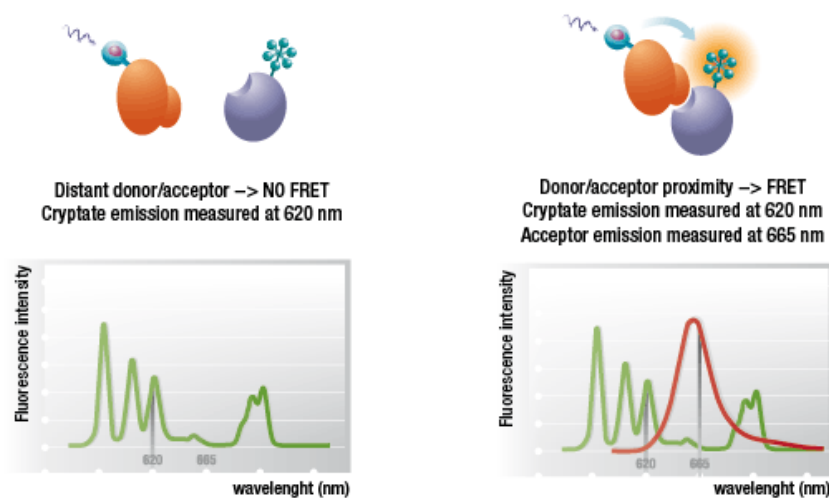 Distant donor/acceptor –> NO FRET
Cryptate emission measured at 620 nm
Fluorescence intensity
620 665
wavelenght (nm)
Donor/acceptor proximity –> FRET
Cryptate emission measured at 620 nm
Acceptor emission measured at 665 nm
Fluorescence intensity
620 665
wavelenght (nm)